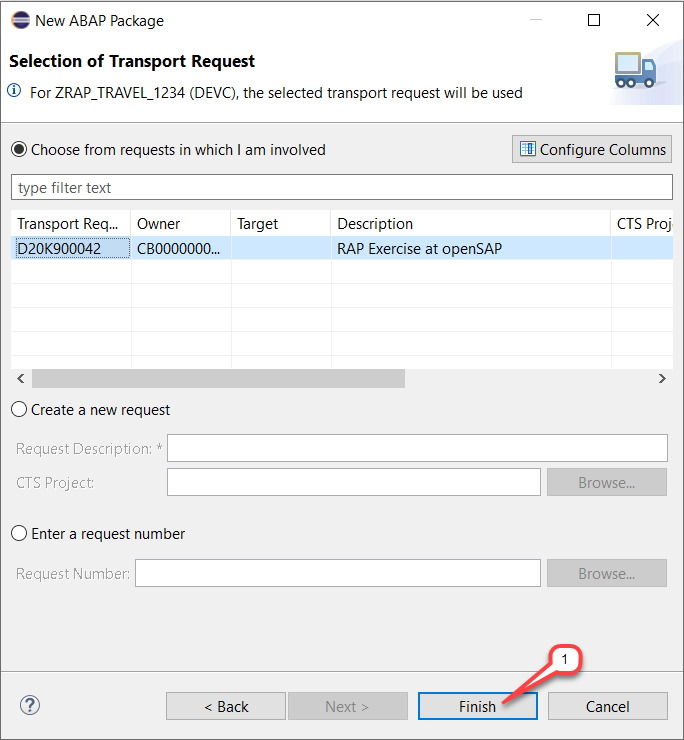 New ABAP Package
Selection of Transport Request
For ZRAP_TRAVEL_1234 (DEVC), the selected transport request will be used
Choose from requests in which I am involved
Configure Columns
type filter text
Transport Req... Owner Target Description CTS Proj
D20K900042 CB0000000... RAP Exercise at openSAP
Create a new request
Request Description: *
CTS Project: Browse...
Enter a request number
Request Number: Browse...
1
? < Back Next > Finish Cancel